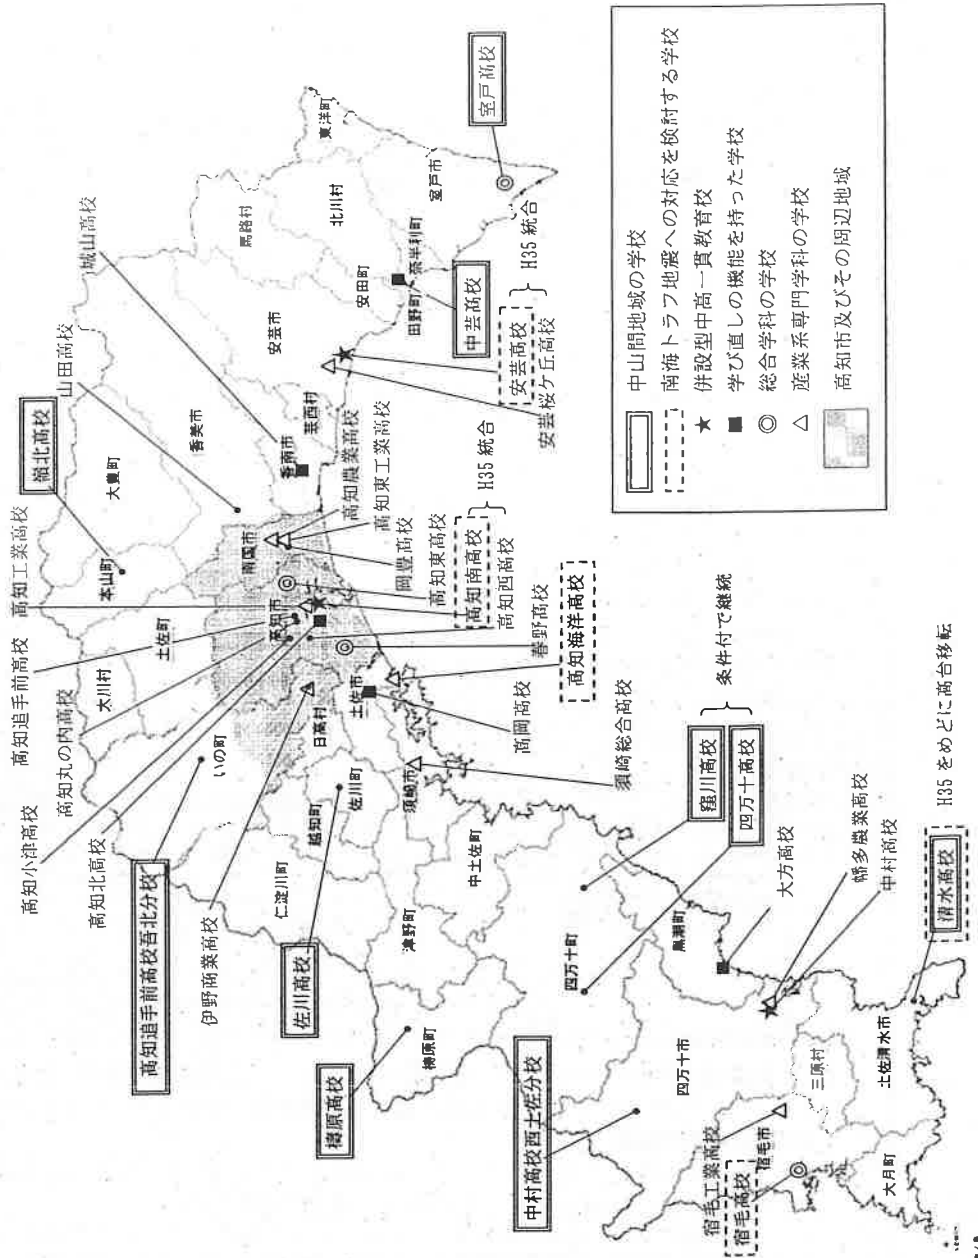 高知工業高校
高知追手前高校
高知丸の内高校
高知小津高校
高知北高校
高知追手前高校吾北分校
伊野商業高校
佐川高校
梼原高校
中村高校西土佐分校
宿毛工業高校
宿毛高校
嶺北高校
山田高校
城山高校
室戸高校
中芸高校
安芸高校
安芸桜ケ丘高校
H35 統合
高知農業高校
高知東工業高校
岡豊高校
高知東高校
高知南高校
高知西高校
H35 統合
春野高校
高知海洋高校
高岡高校
須崎総合高校
窪川高校
四万十高校
条件付で継続
大方高校
幡多農業高校
中村高校
清水高校
H35をめどに高台移転
東洋町
室戸市
北川村
馬路村
奈半利町
田野町
安田町
安芸市
芸西村
香南市
香美市
大豊町
本山町
土佐町
大川村
南国市
高知市
いの町
日高村
土佐市
佐川町
越知町
須崎市
仁淀川町
中土佐町
津野町
梼原町
四万十町
黒潮町
四万十市
三原村
土佐清水市
宿毛市
大月町
中山間地域の学校
南海トラフ地震への対応を検討する学校
★ 併設型中高一貫教育校
■ 学び直しの機能を持った学校
◎ 総合学科の学校
△ 産業系専門学科の学校
高知市及びその周辺地域